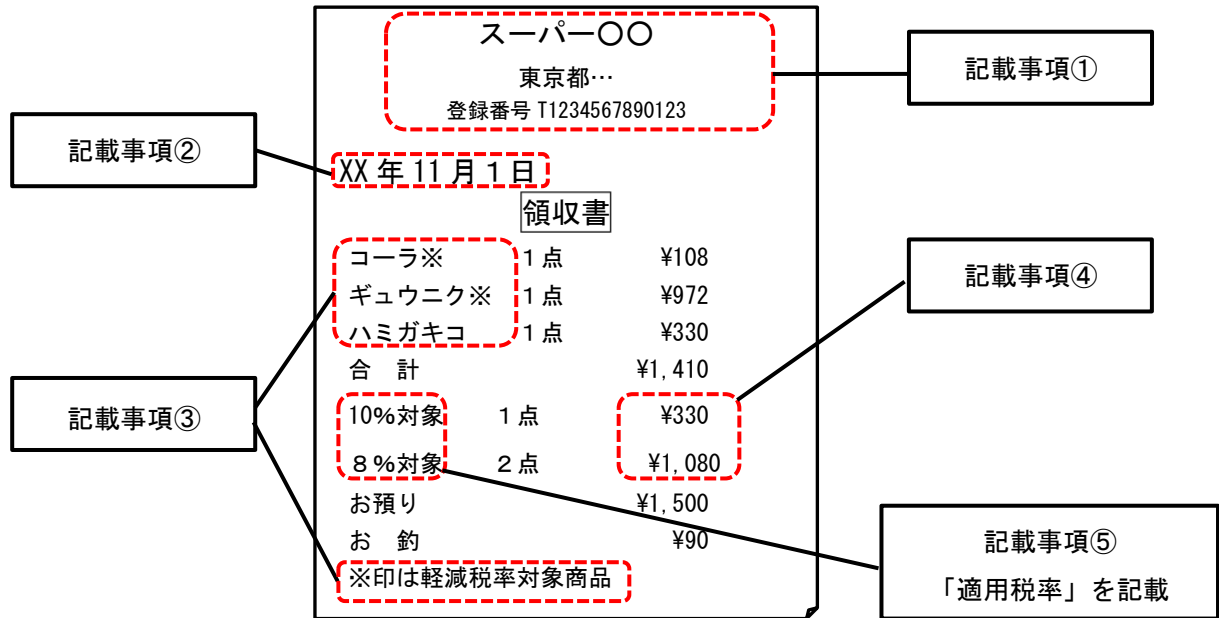 スーパー〇〇
東京都…
登録番号 T1234567890123
記載事項①
記載事項②
XX 年 11 月 1 日
領収書
コーラ※ 1点 ¥108
ギュウニク※ 1点 ¥972
ハミガキコ 1点 ¥330
合 計 ¥1,410
記載事項④
記載事項③
10%対象 1点 ¥330
8%対象 2点 ¥1,080
お預り ¥1,500
お 釣 ¥90
※印は軽減税率対象商品
記載事項⑤
「適用税率」を記載